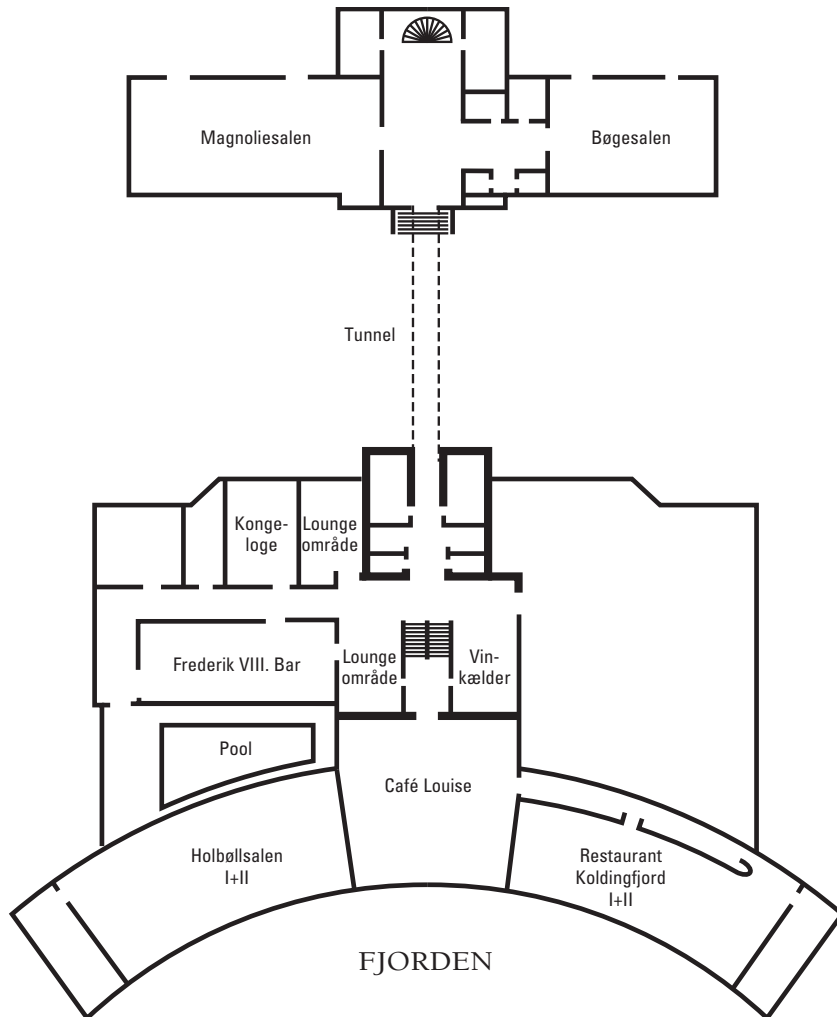 Magnoliesalen
Bøgesalen
Tunnel
Konge-
loge
Lounge
område
Frederik VIII. Bar
Lounge
område
Vin-
kælder
Pool
Café Louise
Holbøllsalen
I+II
Restaurant
Koldingfjord
I+II
FJORDEN